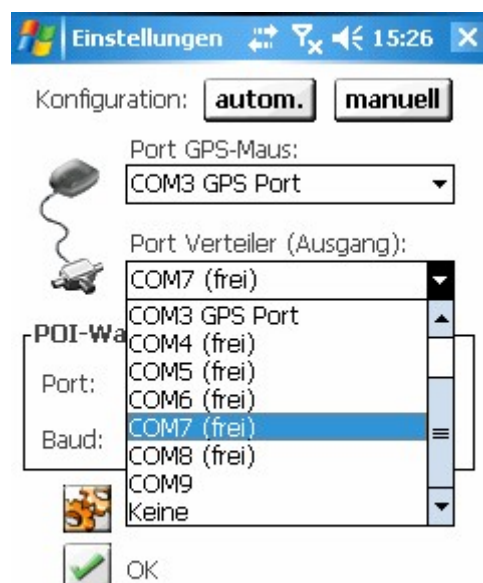 Einstellungen 15:26
Konfiguration: autom. manuell
Port GPS-Maus:
COM3 GPS Port
Port Verteiler (Ausgang):
COM7 (frei)
COM3 GPS Port
POI-Wa
COM4 (frei)
COM5 (frei)
Port:
COM6 (frei)
COM7 (frei)
Baud:
COM8 (frei)
COM9
Keine
OK